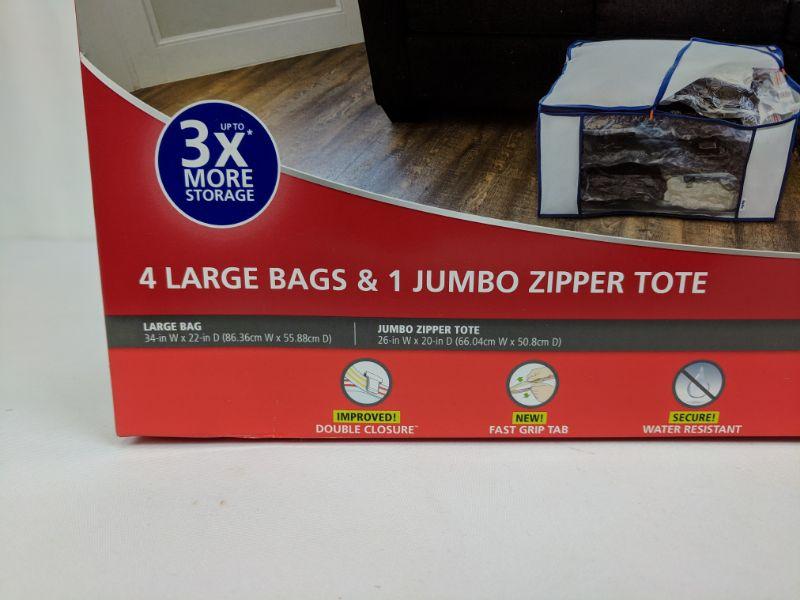 UP TO
3x*
MORE
STORAGE
4 LARGE BAGS & 1 JUMBO ZIPPER TOTE
LARGE BAG
34-in W x 22-in D (86.36cm W x 55.88cm D)
JUMBO ZIPPER TOTE
26-in W x 20-in D (66.04cm W x 50.8cm D)
IMPROVED!
DOUBLE CLOSURE™
NEW!
FAST GRIP TAB
SECURE!
WATER RESISTANT